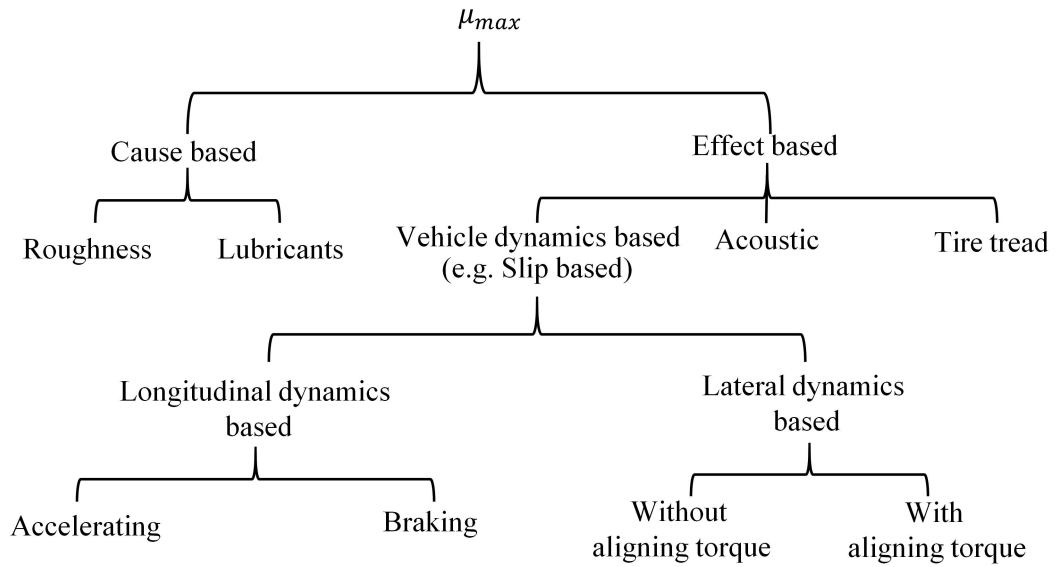 μmax
Cause based
Effect based
Roughness
Lubricants
Vehicle dynamics based
(e.g. Slip based)
Acoustic
Tire tread
Longitudinal dynamics
based
Lateral dynamics
based
Accelerating
Braking
Without
aligning torque
With
aligning torque